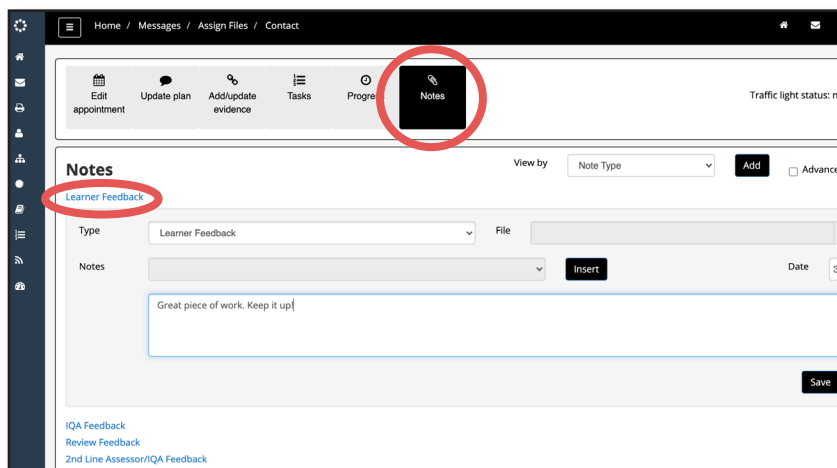 Home / Messages / Assign Files / Contact
Edit appointment
Update plan
Add/update evidence
Tasks
Progre
Notes
Traffic light status: n
Notes
View by Note Type Add Advance
Learner Feedback
Type Learner Feedback File
Notes Insert Date 3
Great piece of work. Keep it up!
Save
IQA Feedback
Review Feedback
2nd Line Assessor/IQA Feedback